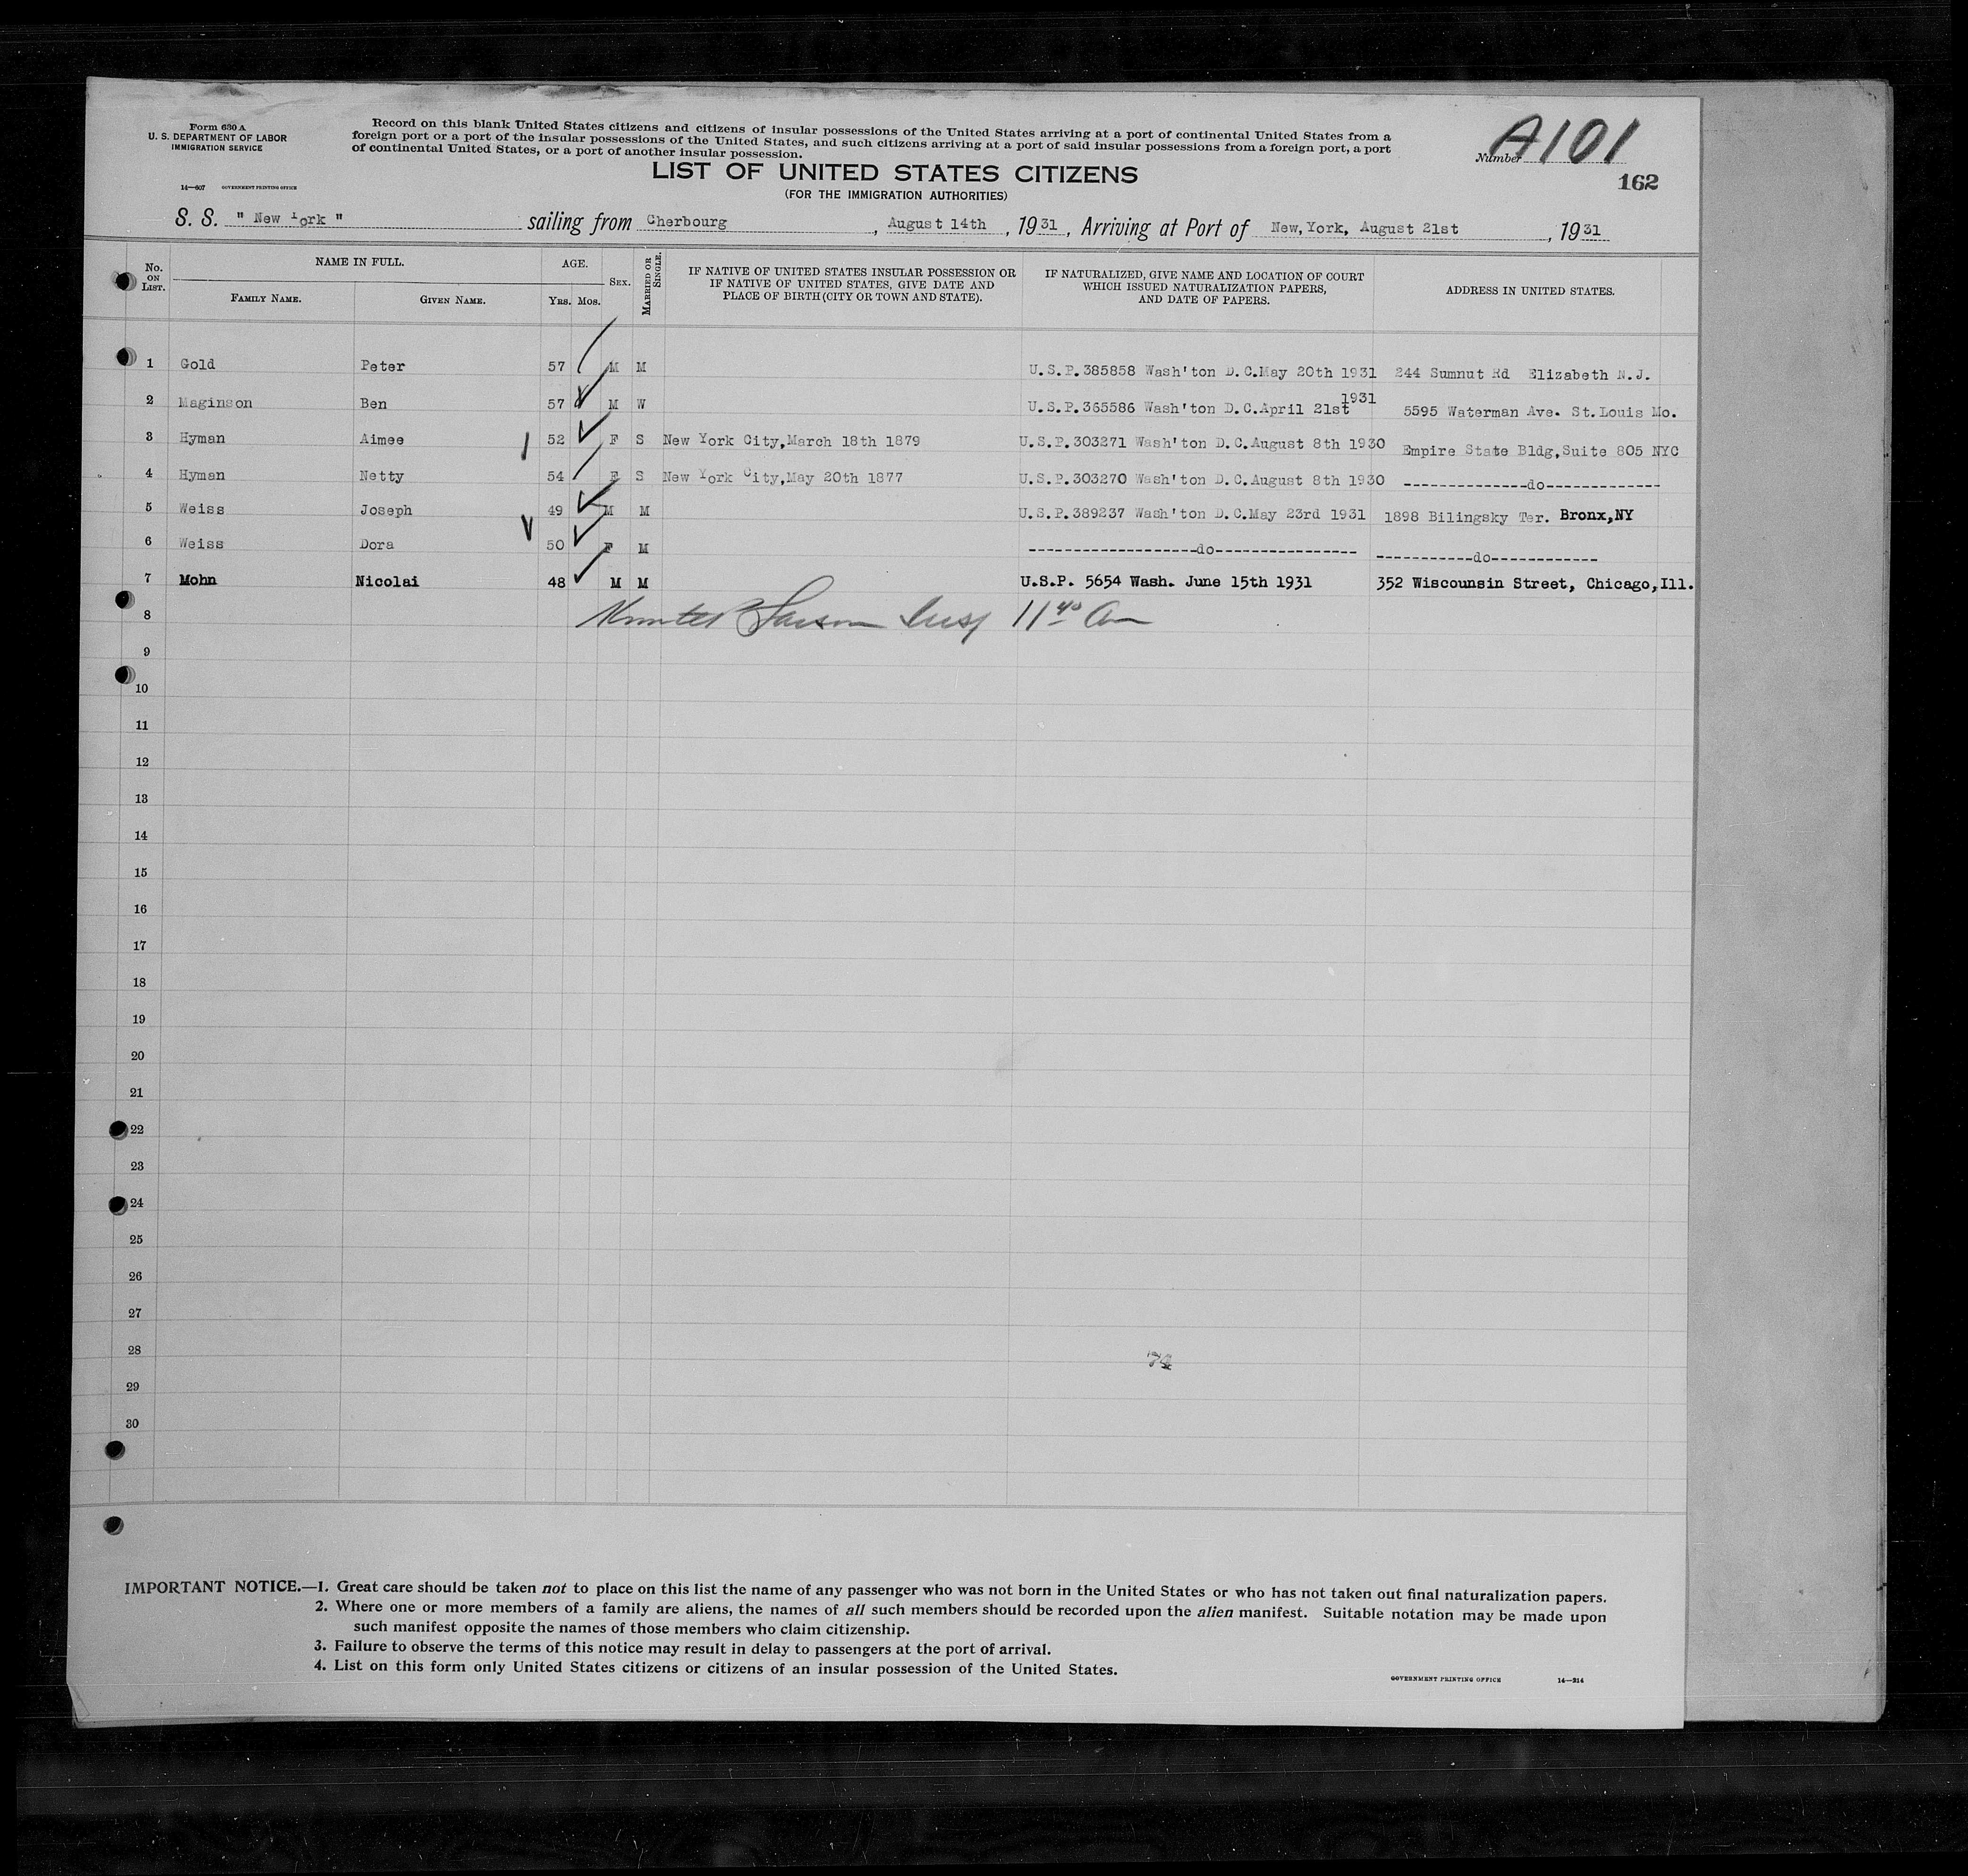 Form 630 A
U. S. DEPARTMENT OF LABOR
IMMIGRATION SERVICE
14—607 GOVERNMENT PRINTING OFFICE
Record on this blank United States citizens and citizens of insular possessions of the United States arriving at a port of continental United States from a
foreign port or a port of the insular possessions of the United States, and such citizens arriving at a port of said insular possessions from a foreign port, a port
of continental United States, or a port of another insular possession.
Number A101
162
LIST OF UNITED STATES CITIZENS
(FOR THE IMMIGRATION AUTHORITIES)
S. S. " New York " sailing from Cherbourg, August 14th, 1931, Arriving at Port of New,York, August 21st, 1931
No. ON LIST. NAME IN FULL. FAMILY NAME. GIVEN NAME. AGE. YRS. MOS. SEX. MARRIED OR SINGLE. IF NATIVE OF UNITED STATES INSULAR POSSESSION OR IF NATIVE OF UNITED STATES, GIVE DATE AND PLACE OF BIRTH (CITY OR TOWN AND STATE). IF NATURALIZED, GIVE NAME AND LOCATION OF COURT WHICH ISSUED NATURALIZATION PAPERS, AND DATE OF PAPERS. ADDRESS IN UNITED STATES.
1 Gold Peter 57 M M U.S.P.385858 Wash'ton D.C.May 20th 1931 244 Sumnut Rd Elizabeth N.J.
2 Maginson Ben 57 M W U.S.P.365586 Wash'ton D.C.April 21st 1931 5595 Waterman Ave. St.Louis Mo.
3 Hyman Aimee 52 F S New York City,March 18th 1879 U.S.P.303271 Wash'ton D.C.August 8th 1930 Empire State Bldg,Suite 805 NYC
4 Hyman Netty 54 F S New York City,May 20th 1877 U.S.P.303270 Wash'ton D.C.August 8th 1930 --------------do-------------
5 Weiss Joseph 49 M M U.S.P.389237 Wash'ton D.C.May 23rd 1931 1898 Bilingsky Ter. Bronx,NY
6 Weiss Dora 50 F M -------------------do---------------- -----------do------------
7 Mohn Nicolai 48 M M U.S.P. 5654 Wash. June 15th 1931 352 Wiscounsin Street, Chicago,Ill.
8 Insp 11 40 Am
9
10
11
12
13
14
15
16
17
18
19
20
21
22
23
24
25
26
27
28
29
30
IMPORTANT NOTICE.—1. Great care should be taken not to place on this list the name of any passenger who was not born in the United States or who has not taken out final naturalization papers.
2. Where one or more members of a family are aliens, the names of all such members should be recorded upon the alien manifest. Suitable notation may be made upon
such manifest opposite the names of those members who claim citizenship.
3. Failure to observe the terms of this notice may result in delay to passengers at the port of arrival.
4. List on this form only United States citizens or citizens of an insular possession of the United States.
GOVERNMENT PRINTING OFFICE 14—214